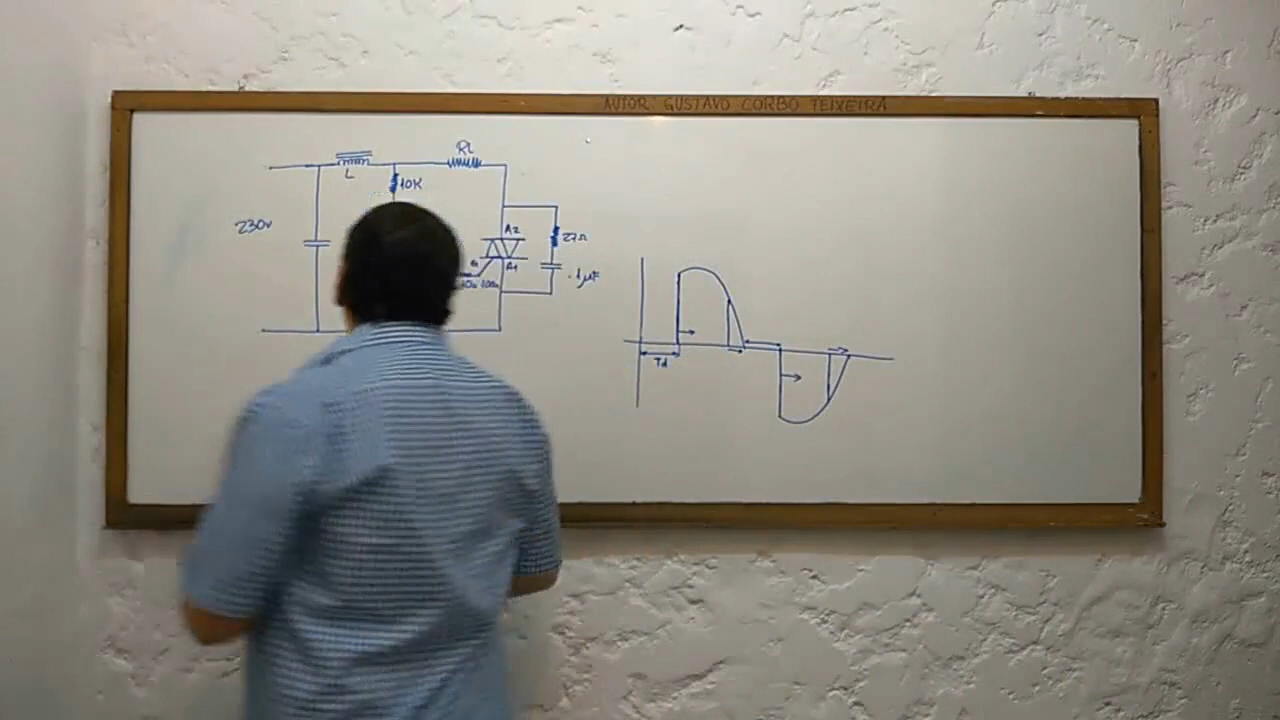 AUTOR: GUSTAVO CORBO TEIXEIRA
RL
L
10K
230v
A2
27Ω
A1
.1μF
Td